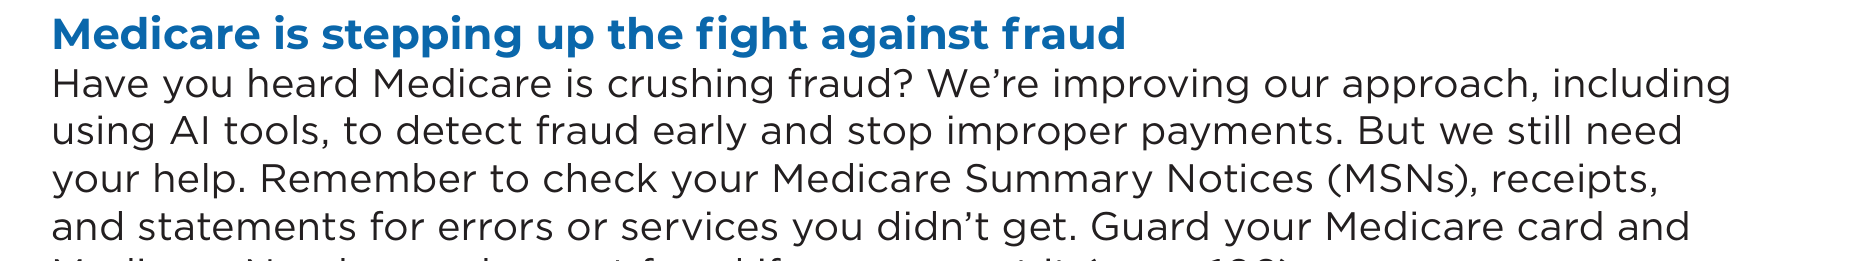 Medicare is stepping up the fight against fraud
Have you heard Medicare is crushing fraud? We’re improving our approach, including
using AI tools, to detect fraud early and stop improper payments. But we still need
your help. Remember to check your Medicare Summary Notices (MSNs), receipts,
and statements for errors or services you didn’t get. Guard your Medicare card and